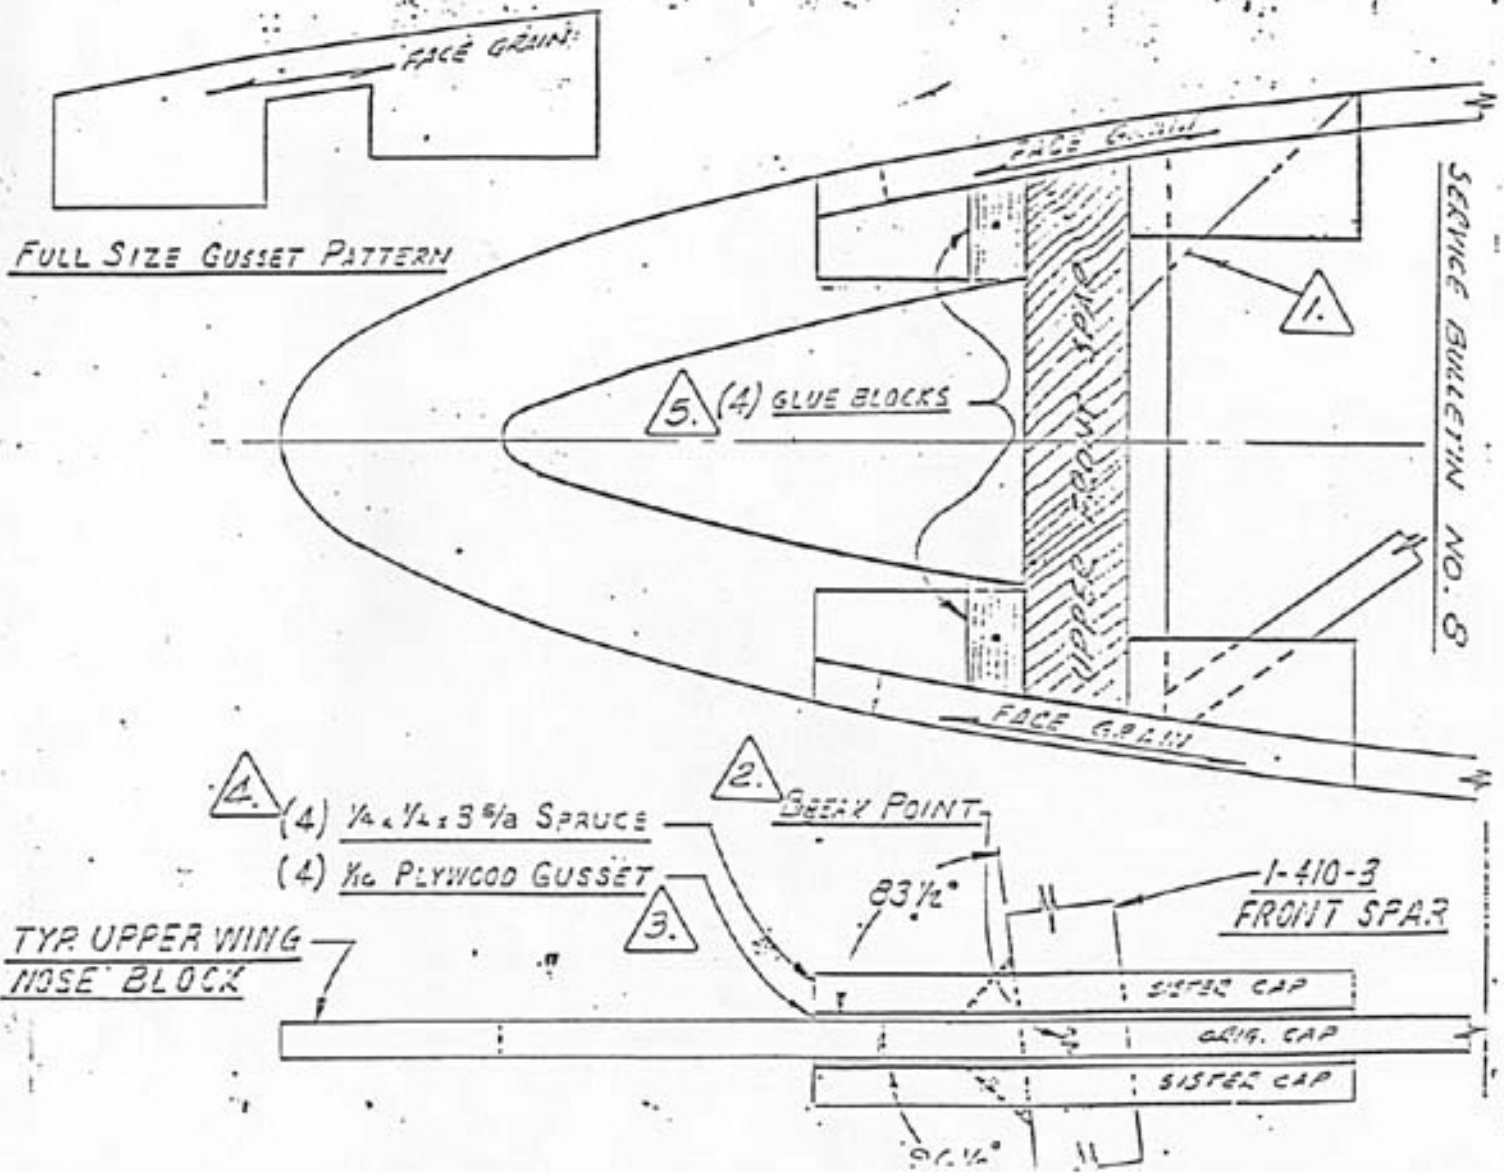 FACE GRAIN
FULL SIZE GUSSET PATTERN
FACE GRAIN
SERVICE BULLETIN NO. 8
1.
UPPER FRONT SPAR
5. (4) GLUE BLOCKS
FACE GRAIN
4. (4) 1/4 x 1/4 x 3 5/8 SPRUCE
2. BREAK POINT
(4) 1/16 PLYWOOD GUSSET
3.
83 1/2°
1-410-3
FRONT SPAR
TYP. UPPER WING
NOSE BLOCK
SISTER CAP
ORIG. CAP
SISTER CAP